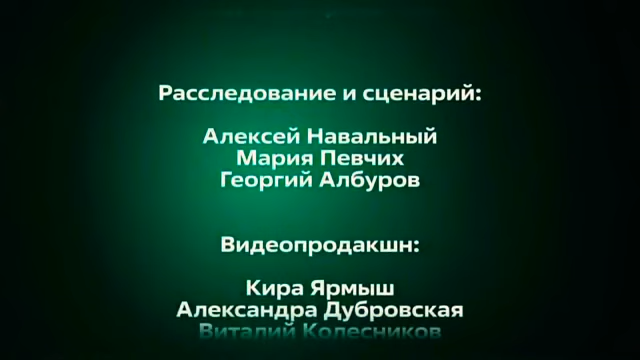 Расследование и сценарий:
Алексей Навальный
Мария Певчих
Георгий Албуров
Видеопродакшн:
Кира Ярмыш
Александра Дубровская
Виталий Колесников